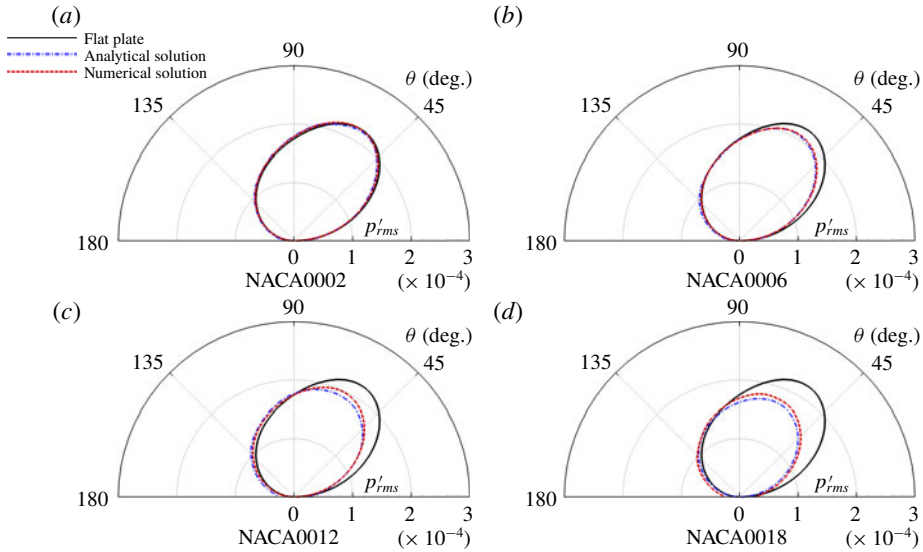 (a)
(b)
Flat plate
Analytical solution
Numerical solution
90
90
θ (deg.)
θ (deg.)
135
45
135
45
p′rms
p′rms
180
0 1 2 3
180
0 1 2 3
NACA0002 (× 10−4)
NACA0006 (× 10−4)
(c)
(d)
90
90
θ (deg.)
θ (deg.)
135
45
135
45
p′rms
p′rms
180
0 1 2 3
180
0 1 2 3
NACA0012 (× 10−4)
NACA0018 (× 10−4)